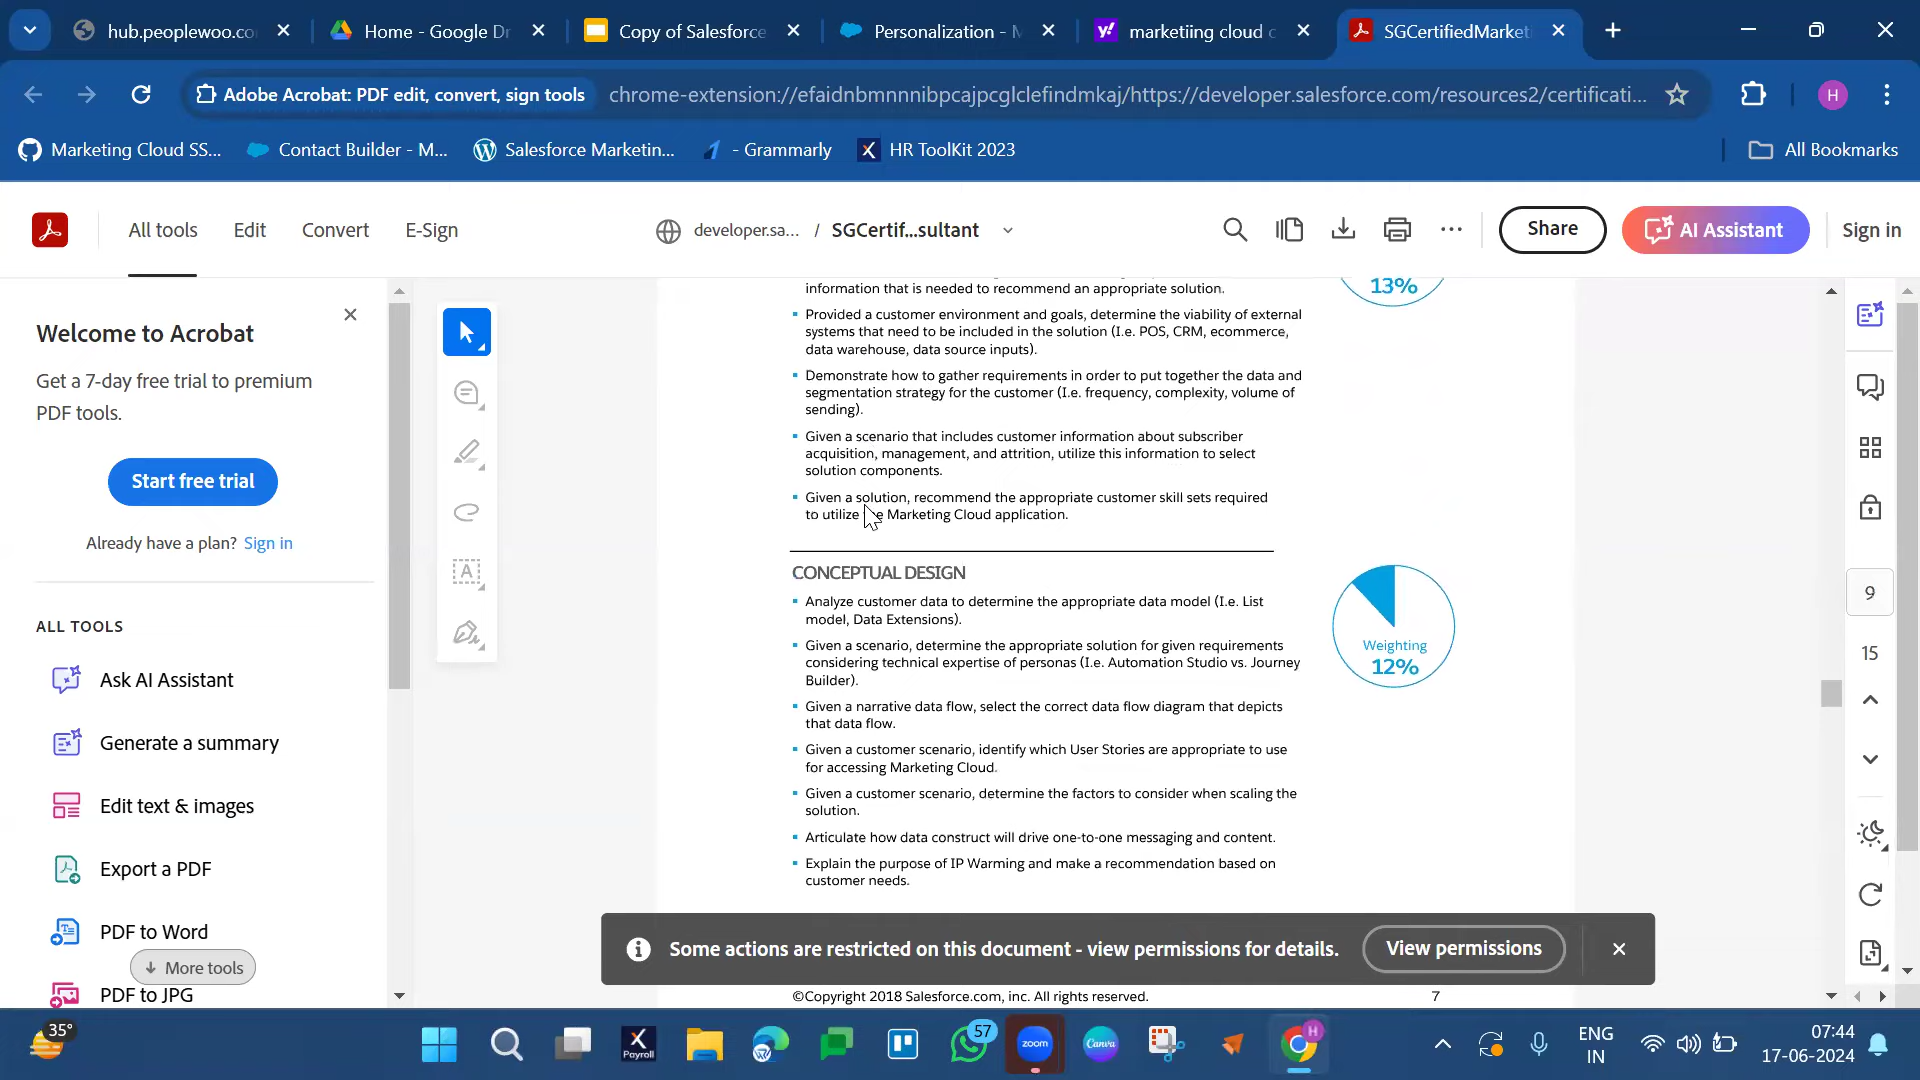 hub.peoplewoo.co
Home - Google Dr
Copy of Salesforce
Personalization - M
marketiing cloud c
SGCertifiedMarket
Adobe Acrobat: PDF edit, convert, sign tools
chrome-extension://efaidnbmnnnibpcajpcglclefindmkaj/https://developer.salesforce.com/resources2/certificati...
H
Marketing Cloud SS...
Contact Builder - M...
Salesforce Marketin...
- Grammarly
HR ToolKit 2023
All Bookmarks
All tools
Edit
Convert
E-Sign
developer.sa... / SGCertif...sultant
Share
AI Assistant
Sign in
Welcome to Acrobat
Get a 7-day free trial to premium
PDF tools.
Start free trial
Already have a plan? Sign in
ALL TOOLS
Ask AI Assistant
Generate a summary
Edit text & images
Export a PDF
PDF to Word
More tools
PDF to JPG
information that is needed to recommend an appropriate solution.
13%
Provided a customer environment and goals, determine the viability of external
systems that need to be included in the solution (I.e. POS, CRM, ecommerce,
data warehouse, data source inputs).
Demonstrate how to gather requirements in order to put together the data and
segmentation strategy for the customer (I.e. frequency, complexity, volume of
sending).
Given a scenario that includes customer information about subscriber
acquisition, management, and attrition, utilize this information to select
solution components.
Given a solution, recommend the appropriate customer skill sets required
to utilize the Marketing Cloud application.
CONCEPTUAL DESIGN
Analyze customer data to determine the appropriate data model (I.e. List
model, Data Extensions).
Given a scenario, determine the appropriate solution for given requirements
considering technical expertise of personas (I.e. Automation Studio vs. Journey
Builder).
Weighting
12%
Given a narrative data flow, select the correct data flow diagram that depicts
that data flow.
Given a customer scenario, identify which User Stories are appropriate to use
for accessing Marketing Cloud.
Given a customer scenario, determine the factors to consider when scaling the
solution.
Articulate how data construct will drive one-to-one messaging and content.
Explain the purpose of IP Warming and make a recommendation based on
customer needs.
Some actions are restricted on this document - view permissions for details.
View permissions
©Copyright 2018 Salesforce.com, inc. All rights reserved.
7
9
15
35°
X
Payroll
57
zoom
Canva
H
ENG
IN
07:44
17-06-2024